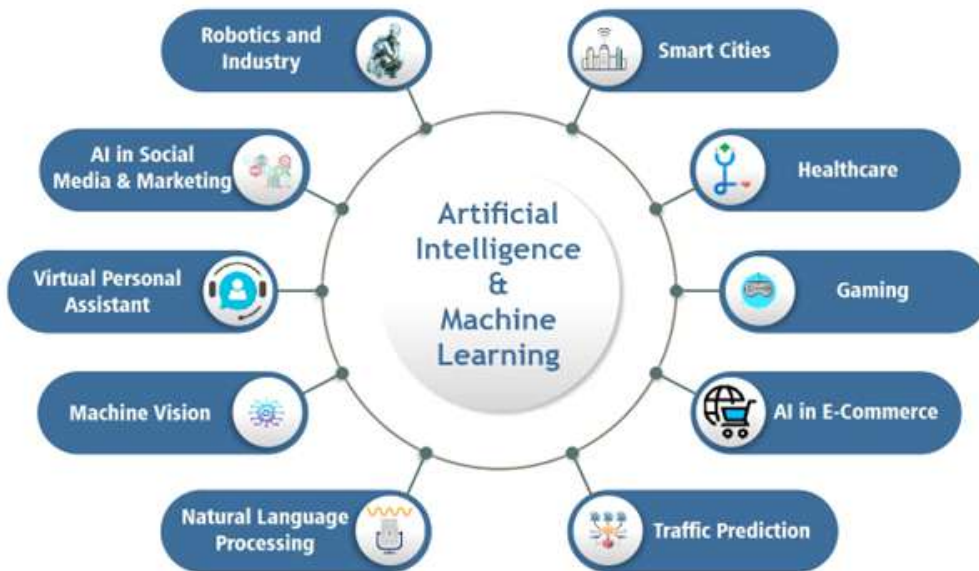 Robotics and
Industry
Smart Cities
AI in Social
Media & Marketing
Healthcare
Artificial
Intelligence
&
Machine
Learning
Virtual Personal
Assistant
Gaming
Machine Vision
AI in E-Commerce
Natural Language
Processing
Traffic Prediction